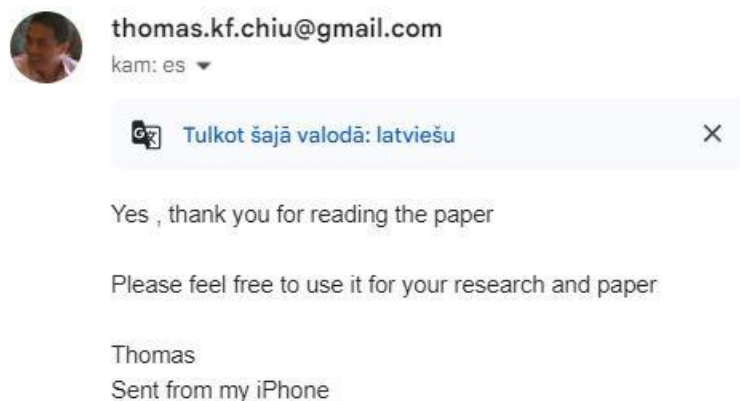 thomas.kf.chiu@gmail.com
kam: es
Tulkot šajā valodā: latviešu
Yes , thank you for reading the paper
Please feel free to use it for your research and paper
Thomas
Sent from my iPhone